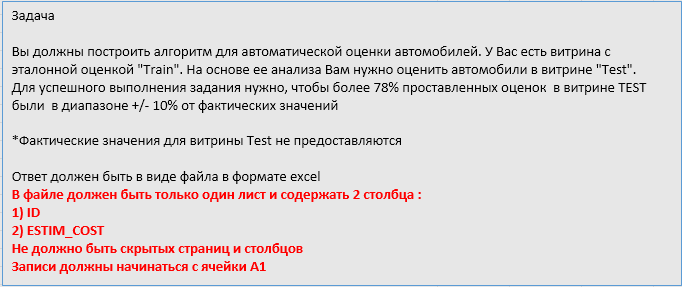 Задача
Вы должны построить алгоритм для автоматической оценки автомобилей. У Вас есть витрина с
эталонной оценкой "Train". На основе ее анализа Вам нужно оценить автомобили в витрине "Test".
Для успешного выполнения задания нужно, чтобы более 78% проставленных оценок в витрине TEST
были в диапазоне +/- 10% от фактических значений
*Фактические значения для витрины Test не предоставляются
Ответ должен быть в виде файла в формате excel
В файле должен быть только один лист и содержать 2 столбца :
1) ID
2) ESTIM_COST
Не должно быть скрытых страниц и столбцов
Записи должны начинаться с ячейки A1